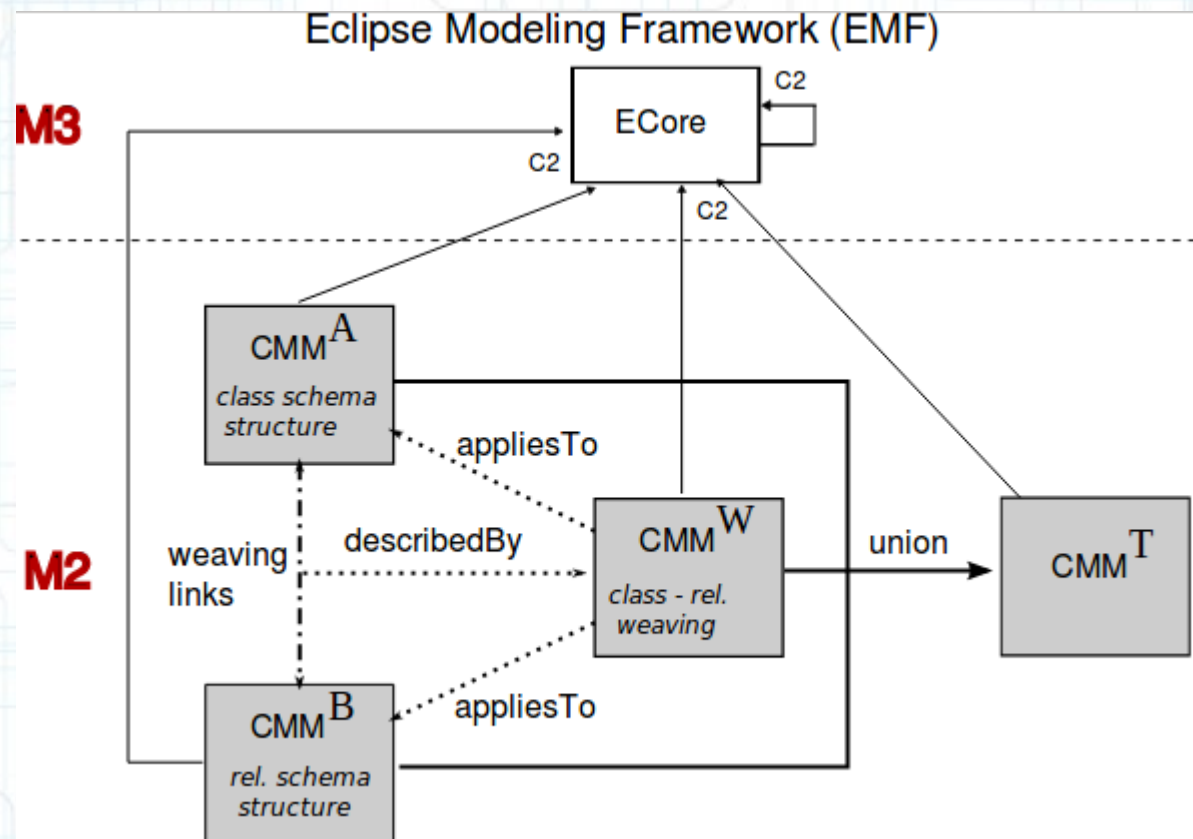 Eclipse Modeling Framework (EMF)
M3
C2
ECore
C2
C2
CMM^A
class schema
structure
appliesTo
CMM^W
class - rel.
weaving
describedBy
weaving
links
M2
union
CMM^T
appliesTo
CMM^B
rel. schema
structure